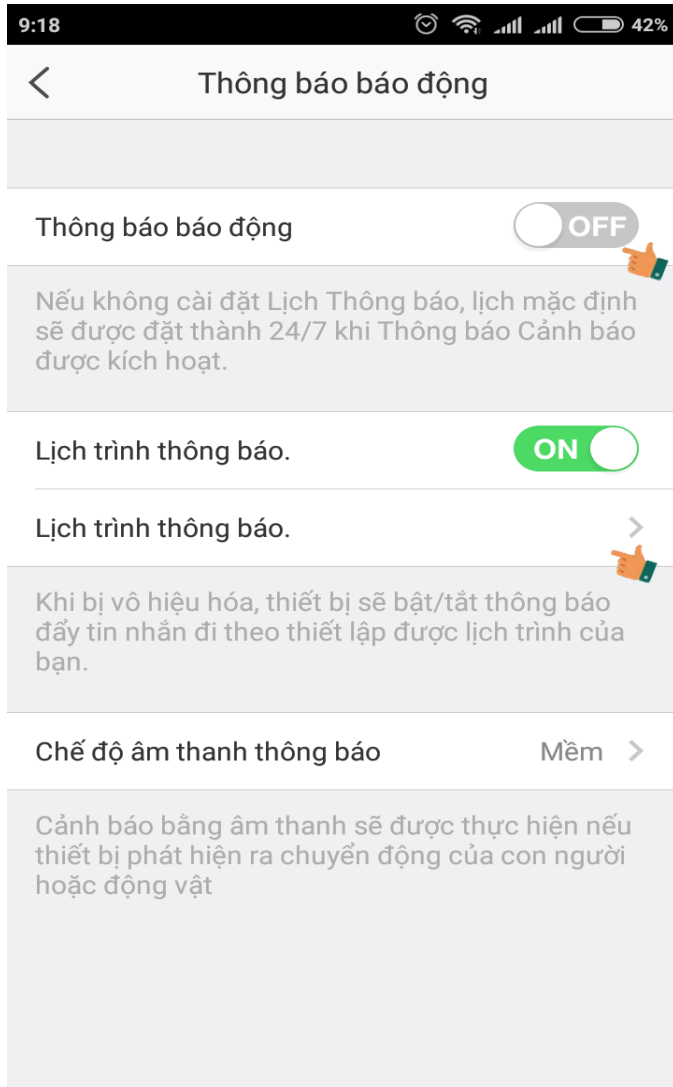 9:18 42%
Thông báo báo động
Thông báo báo động OFF
Nếu không cài đặt Lịch Thông báo, lịch mặc định
sẽ được đặt thành 24/7 khi Thông báo Cảnh báo
được kích hoạt.
Lịch trình thông báo. ON
Lịch trình thông báo.
Khi bị vô hiệu hóa, thiết bị sẽ bật/tắt thông báo
đẩy tin nhắn đi theo thiết lập được lịch trình của
bạn.
Chế độ âm thanh thông báo Mềm
Cảnh báo bằng âm thanh sẽ được thực hiện nếu
thiết bị phát hiện ra chuyển động của con người
hoặc động vật